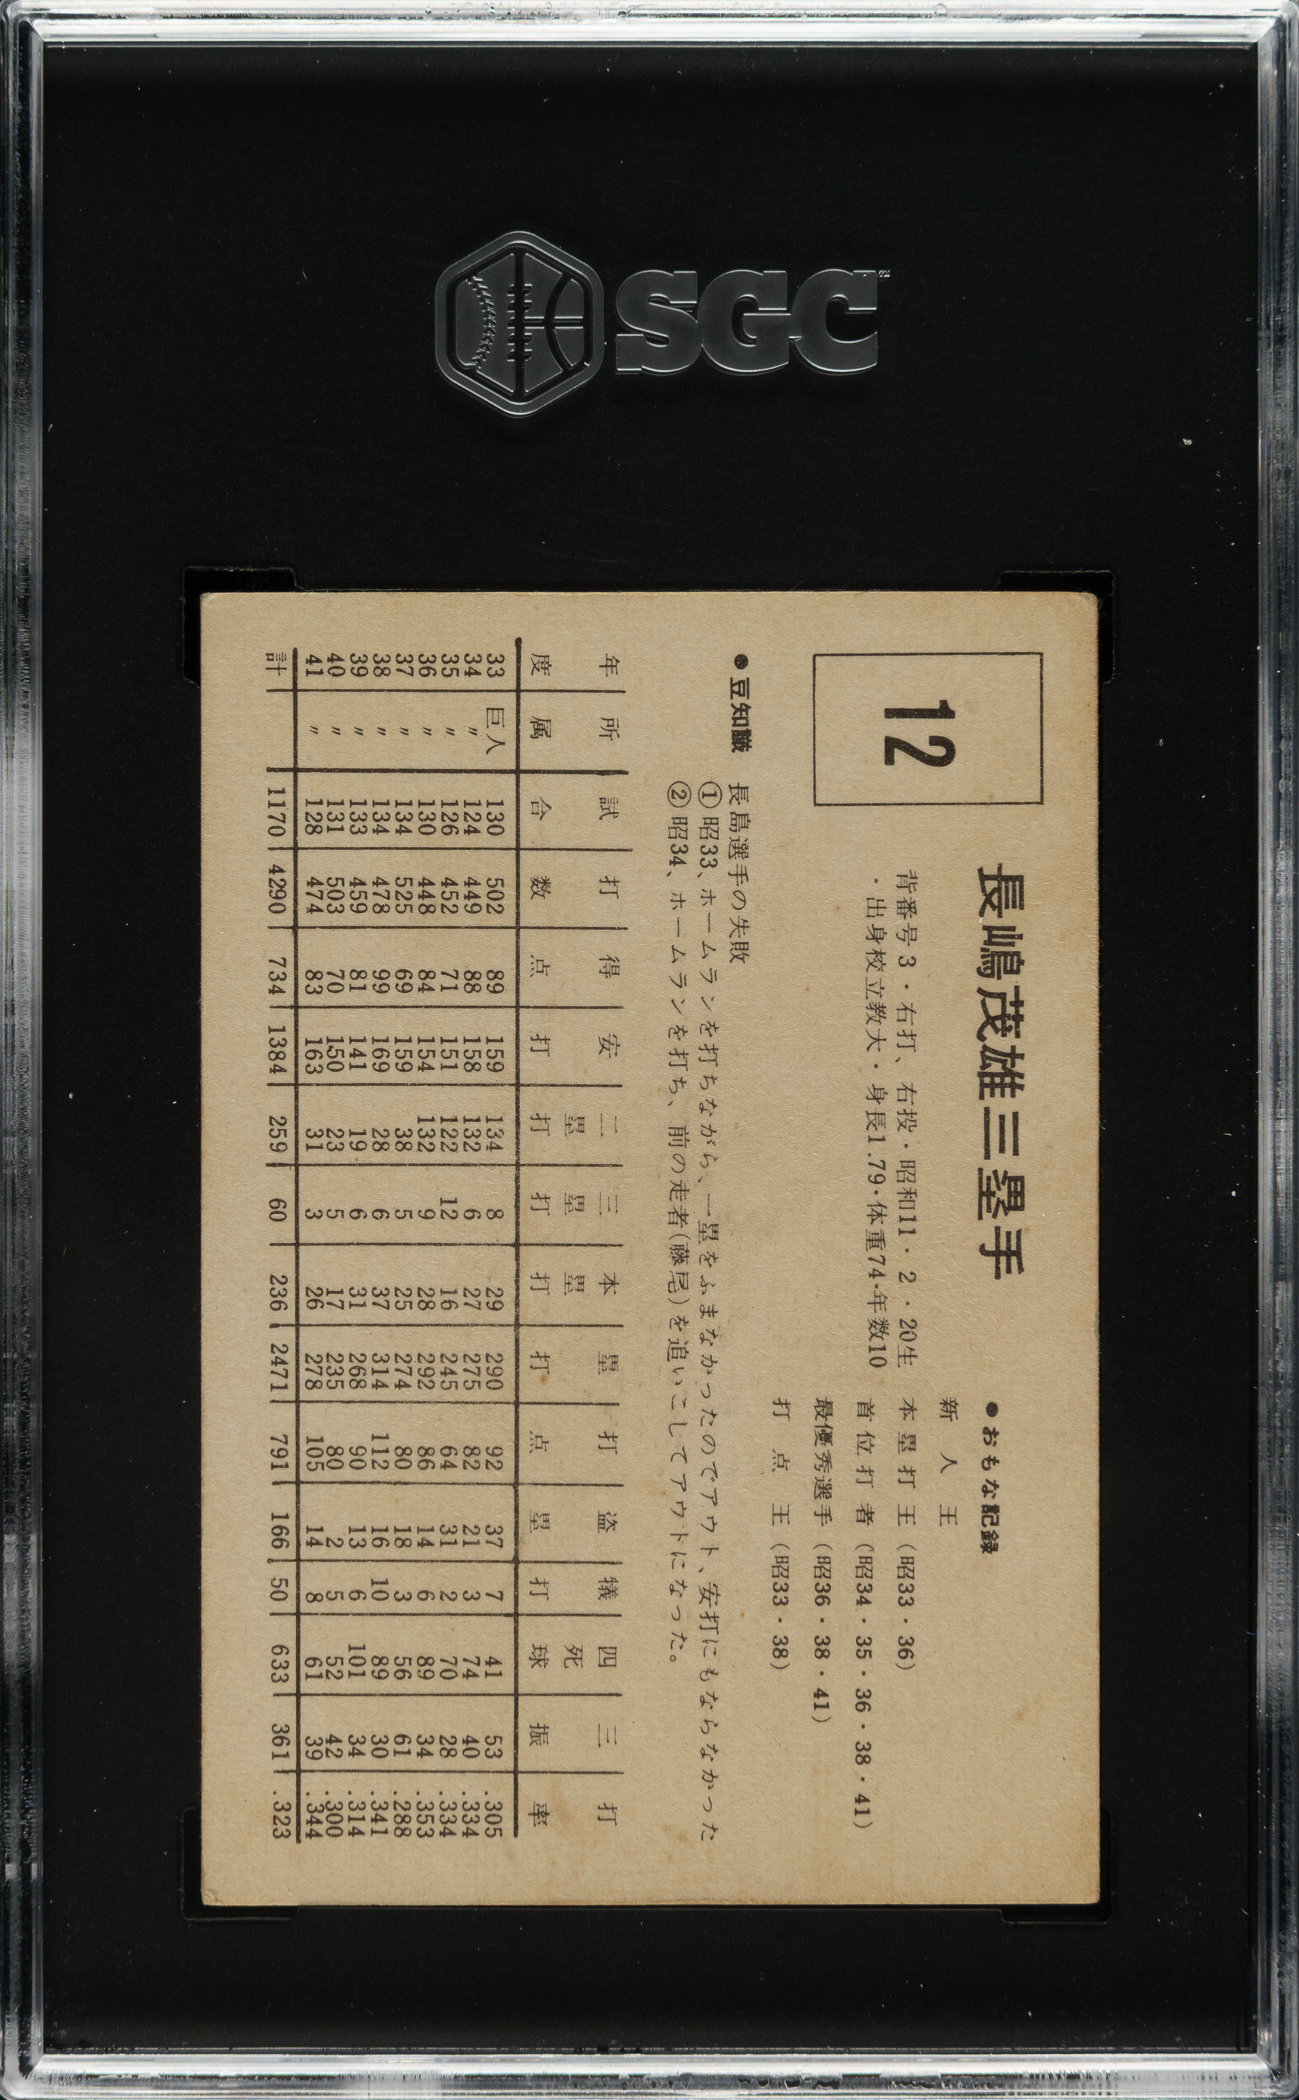 SGC
12
長嶋茂雄三塁手
背番号3・右打、右投・昭和11・2・20生
・出身校立教大・身長1.79・体重74・年数10
●おもな記録
新人王
本塁打王(昭33・36)
首位打者(昭34・35・36・38・41)
最優秀選手(昭36・38・41)
打点王(昭33・38)
●豆知識 長島選手の失敗
①昭33、ホームランを打ちながら、一塁をふまなかったのでアウト、安打にもならなかった
②昭34、ホームランを打ち、前の走者(藤尾)を追いこしてアウトになった。
年度 所属 試合 打数 得点 安打 二塁打 三塁打 本塁打 塁打 打点 盗塁 犠打 四死球 三振 打率
33 巨人 130 502 89 159 134 8 29 290 92 37 7 41 53 .305
34 〃 124 449 88 158 132 6 27 275 82 21 3 74 40 .334
35 〃 126 452 71 151 122 12 16 245 64 31 2 70 28 .334
36 〃 130 448 84 154 132 9 28 292 86 14 6 89 34 .353
37 〃 134 525 69 159 38 5 25 274 80 18 3 56 61 .288
38 〃 134 478 99 169 28 6 37 314 112 16 10 89 30 .341
39 〃 133 459 81 141 19 6 31 268 90 13 6 101 34 .314
40 〃 131 503 70 150 23 5 17 235 80 2 5 52 42 .300
41 〃 128 474 83 163 31 3 26 278 105 14 8 61 39 .344
計 1170 4290 734 1384 259 60 236 2471 791 166 50 633 361 .323